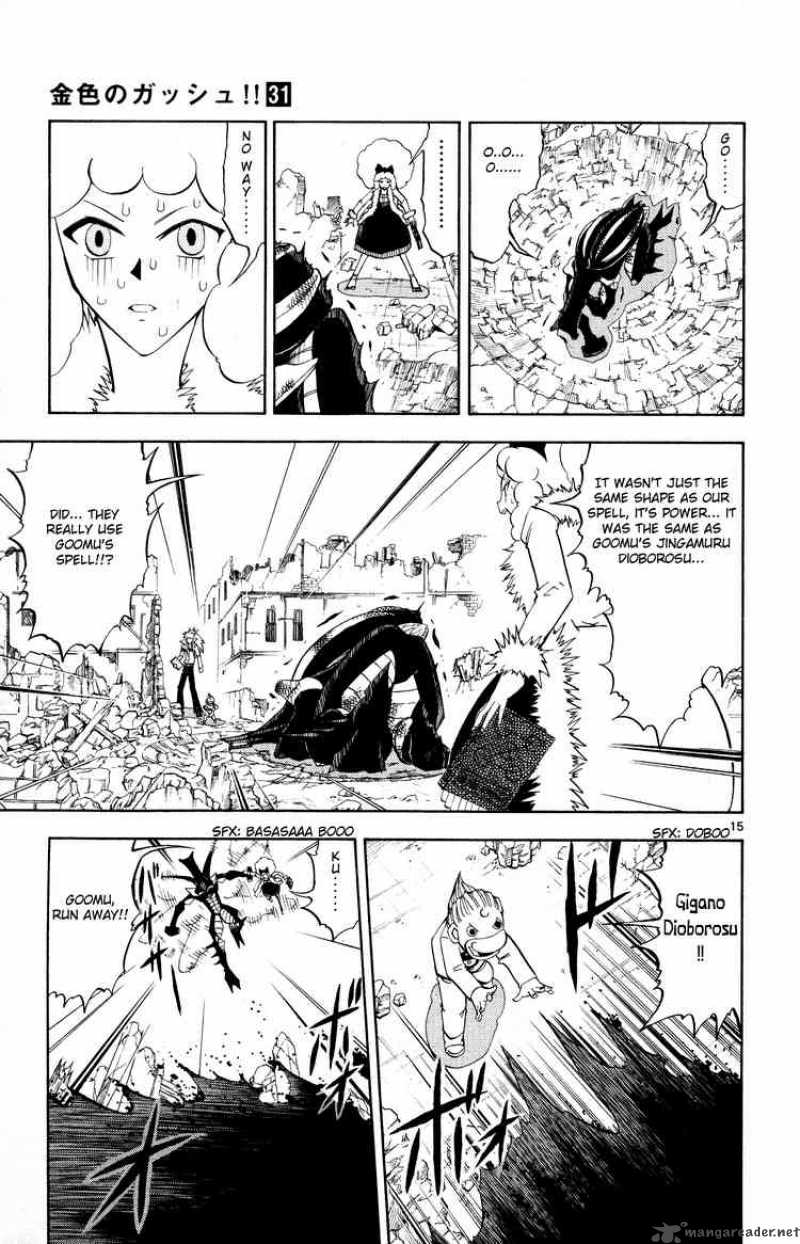 金色のガッシュ!! 31
GO...
O...O...
O......
............
............
NO
WAY........
IT WASN'T JUST THE
SAME SHAPE AS OUR
SPELL, IT'S POWER... IT
WAS THE SAME AS
GOOMU'S JINGAMURU
DIOBOROSU...
DID... THEY
REALLY USE
GOOMU'S
SPELL!!?
15
SFX: DOBOO
Gigano
Dioborosu
!!
SFX: BASASAAA BOOO
KU.......
GOOMU,
RUN AWAY!!
mangareader.net